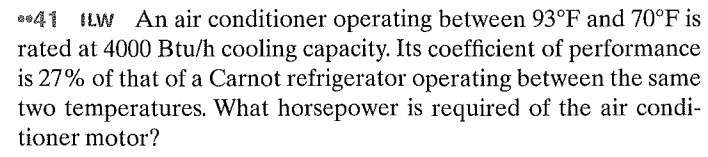 ••41 ILW An air conditioner operating between 93°F and 70°F is
rated at 4000 Btu/h cooling capacity. Its coefficient of performance
is 27% of that of a Carnot refrigerator operating between the same
two temperatures. What horsepower is required of the air condi-
tioner motor?